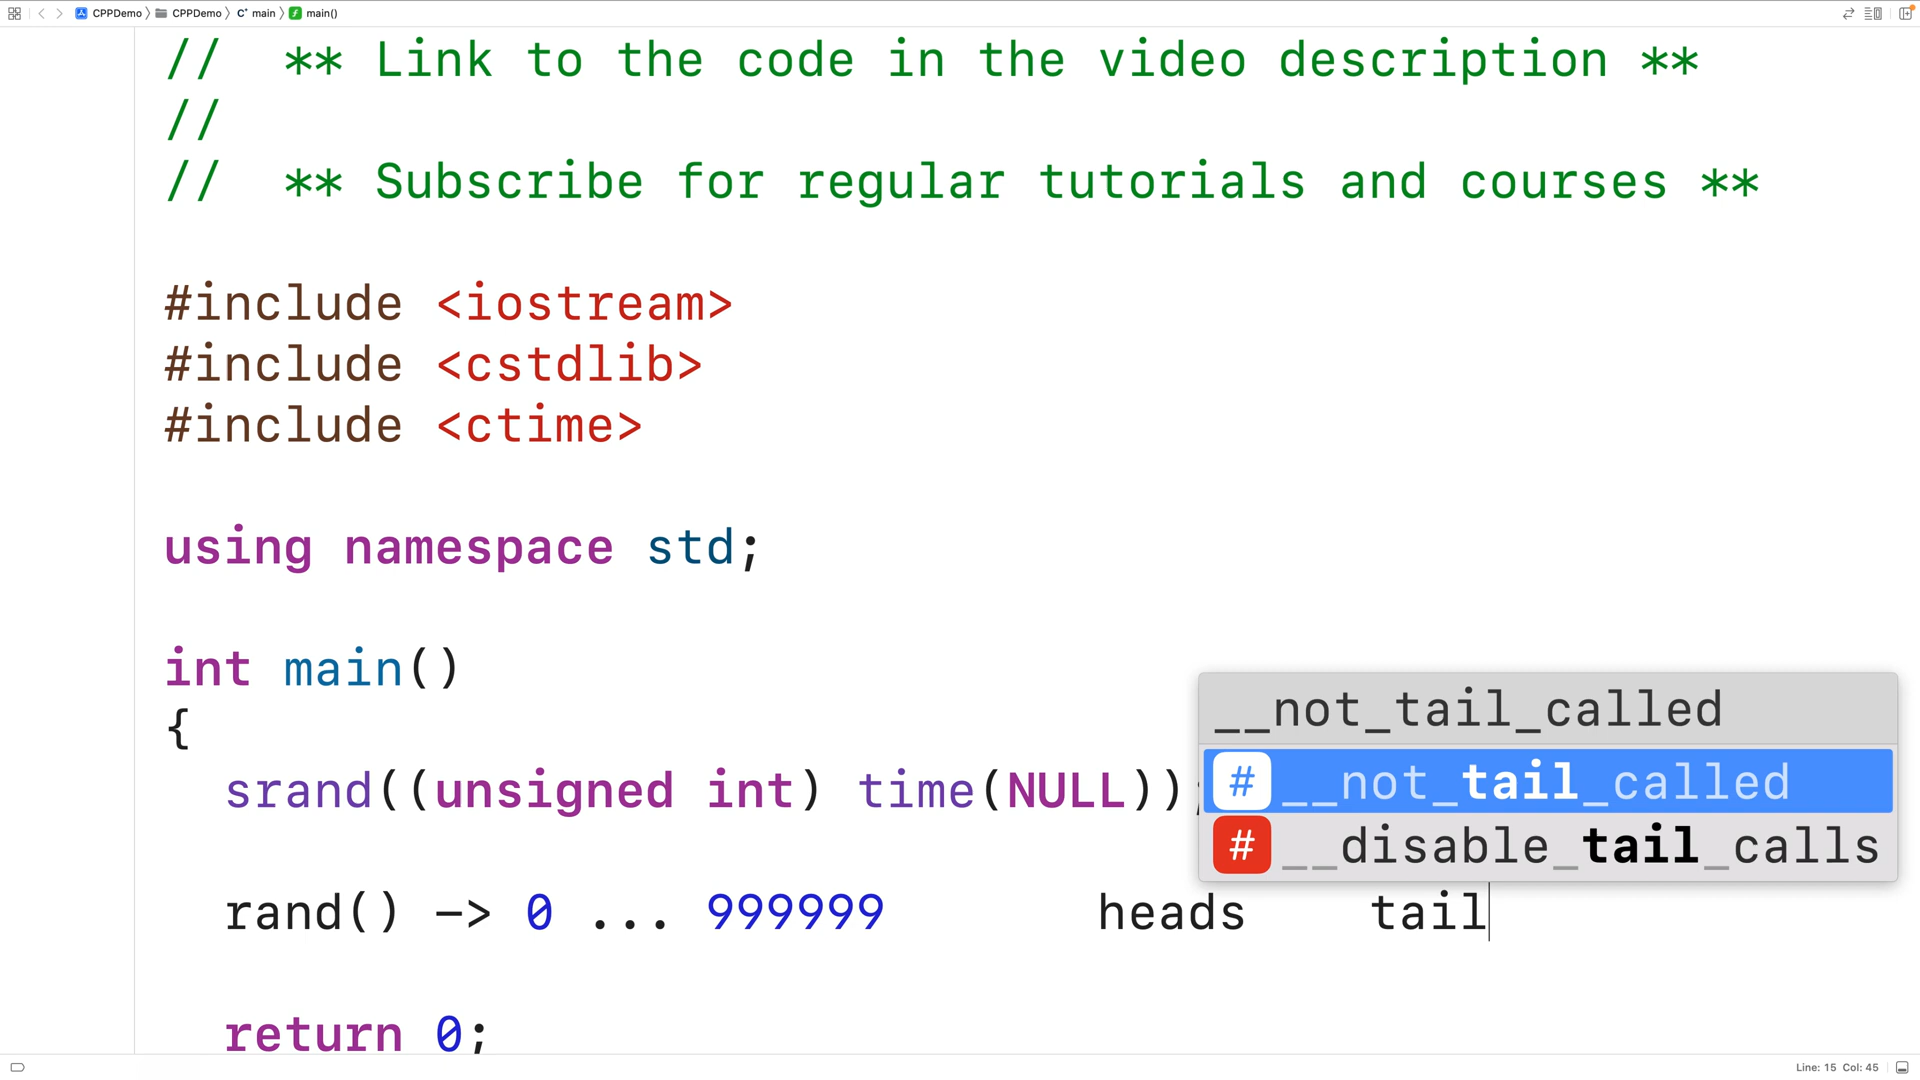 CPPDemo CPPDemo C+ main f main()
// ** Link to the code in the video description **
//
// ** Subscribe for regular tutorials and courses **
#include <iostream>
#include <cstdlib>
#include <ctime>
using namespace std;
int main()
{
srand((unsigned int) time(NULL));
__not_tail_called
# __not_tail_called
# __disable_tail_calls
rand() -> 0 ... 999999 heads tail
return 0;
Line: 15 Col: 45